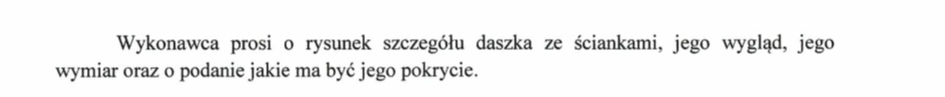 Wykonawca prosi o rysunek szczegółu daszka ze ściankami, jego wygląd, jego
wymiar oraz o podanie jakie ma być jego pokrycie.